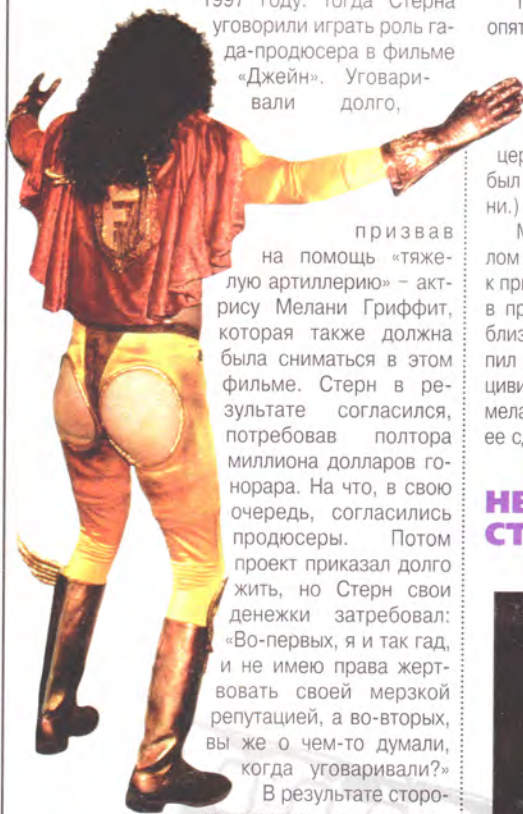 1997 году. Тогда Стерна
уговорили играть роль га-
да-продюсера в фильме
«Джейн». Уговари-
вали долго,
призвав
на помощь «тяже-
лую артиллерию» – акт-
рису Мелани Гриффит,
которая также должна
была сниматься в этом
фильме. Стерн в ре-
зультате согласился,
потребовав полтора
миллиона долларов го-
норара. На что, в свою
очередь, согласились
продюсеры. Потом
проект приказал долго
жить, но Стерн свои
денежки затребовал:
«Во-первых, я и так гад,
и не имею права жерт-
вовать своей мерзкой
репутацией, а во-вторых,
вы же о чем-то думали,
когда уговаривали?»
В результате сторо-
F
опят
цер
был
ни.)
М
лом
к при
в пр
близ
пил
циви
мела
ее с
НЕ
СТ